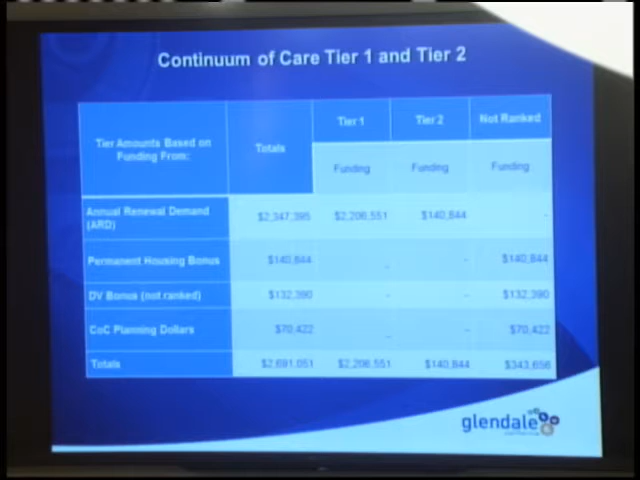 Continuum of Care Tier 1 and Tier 2
Tier Amounts Based on Funding From: Totals Tier 1 Tier 2 Not Ranked
Funding Funding Funding
Annual Renewal Demand (ARD) $2,347,395 $2,206,551 $140,844 -
Permanent Housing Bonus $140,844 - - $140,844
DV Bonus (not ranked) $132,390 - - $132,390
CoC Planning Dollars $70,422 - - $70,422
Totals $2,691,051 $2,206,551 $140,844 $343,656
glendale